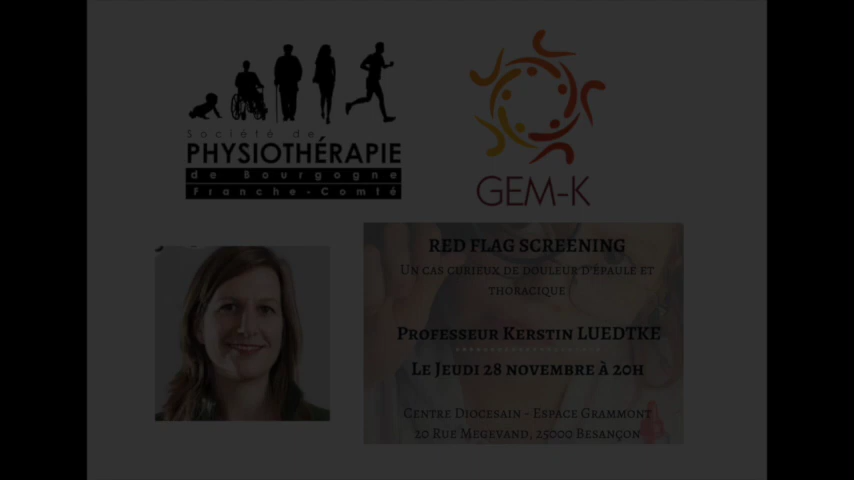 Société de
PHYSIOTHÉRAPIE
de Bourgogne
Franche-Comté
GEM-K
RED FLAG SCREENING
Un cas curieux de douleur d'épaule et
thoracique
Professeur Kerstin LUEDTKE
Le Jeudi 28 novembre à 20h
Centre Diocesain - Espace Grammont
20 Rue Megevand, 25000 Besançon